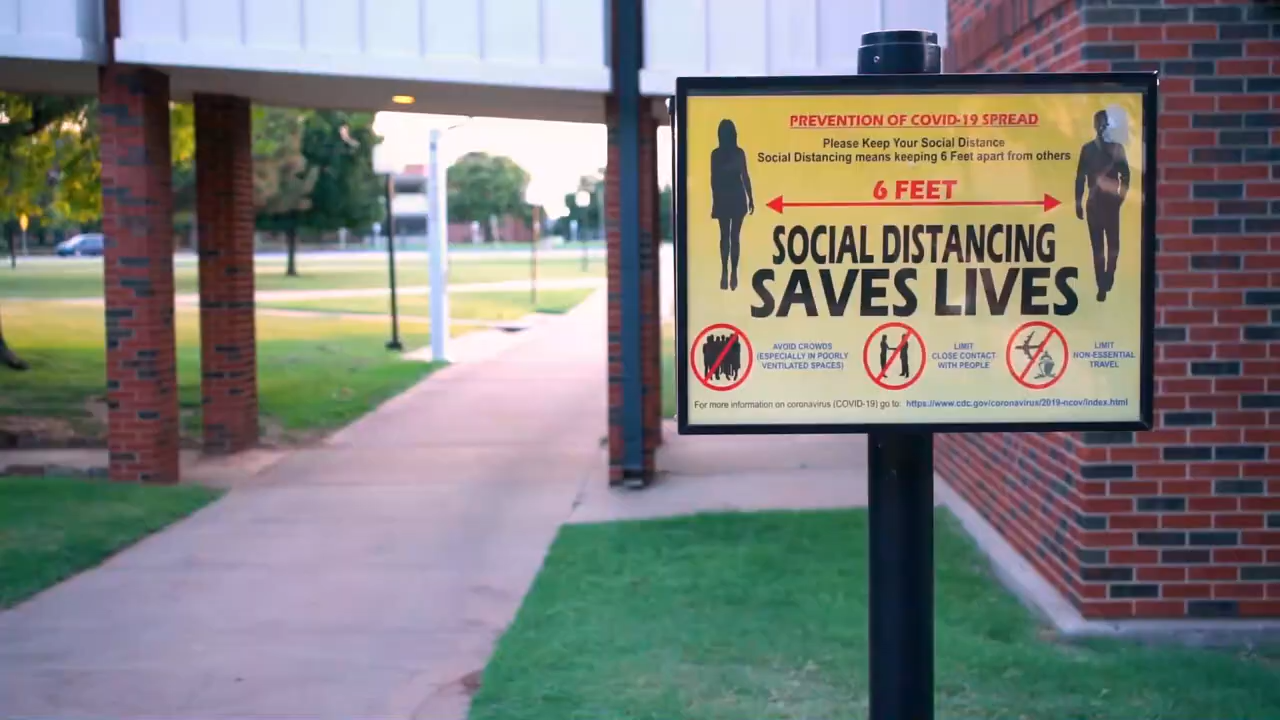 PREVENTION OF COVID-19 SPREAD
Please Keep Your Social Distance
Social Distancing means keeping 6 Feet apart from others
6 FEET
SOCIAL DISTANCING
SAVES LIVES
AVOID CROWDS
(ESPECIALLY IN POORLY
VENTILATED SPACES)
LIMIT
CLOSE CONTACT
WITH PEOPLE
LIMIT
NON-ESSENTIAL
TRAVEL
For more information on coronavirus (COVID-19) go to: https://www.cdc.gov/coronavirus/2019-ncov/index.html